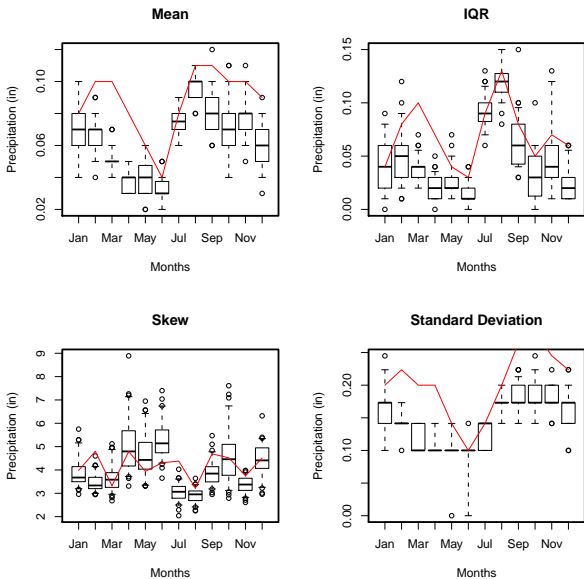 Mean
Precipitation (in)
0.02 0.06 0.10
Jan Mar May Jul Sep Nov
Months
IQR
Precipitation (in)
0.00 0.05 0.10 0.15
Jan Mar May Jul Sep Nov
Months
Skew
Precipitation (in)
2 3 4 5 6 7 8 9
Jan Mar May Jul Sep Nov
Months
Standard Deviation
Precipitation (in)
0.00 0.10 0.20
Jan Mar May Jul Sep Nov
Months